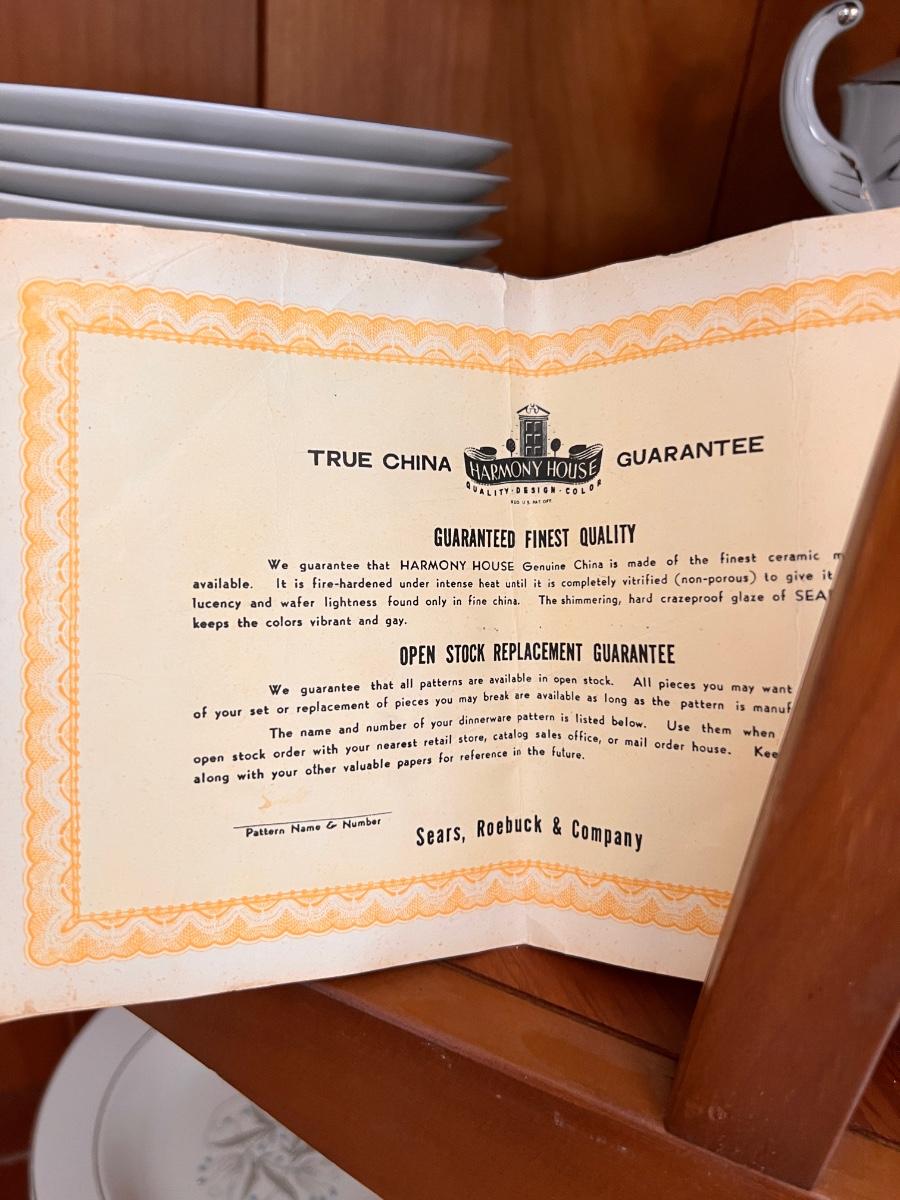 TRUE CHINA HARMONY HOUSE GUARANTEE
QUALITY · DESIGN · COLOR
REG. U.S. PAT. OFF.
GUARANTEED FINEST QUALITY
We guarantee that HARMONY HOUSE Genuine China is made of the finest ceramic m
available. It is fire-hardened under intense heat until it is completely vitrified (non-porous) to give it
lucency and wafer lightness found only in fine china. The shimmering, hard crazeproof glaze of SEA
keeps the colors vibrant and gay.
OPEN STOCK REPLACEMENT GUARANTEE
We guarantee that all patterns are available in open stock. All pieces you may want
of your set or replacement of pieces you may break are available as long as the pattern is manuf
The name and number of your dinnerware pattern is listed below. Use them when
open stock order with your nearest retail store, catalog sales office, or mail order house. Kee
along with your other valuable papers for reference in the future.
Pattern Name & Number
Sears, Roebuck & Company